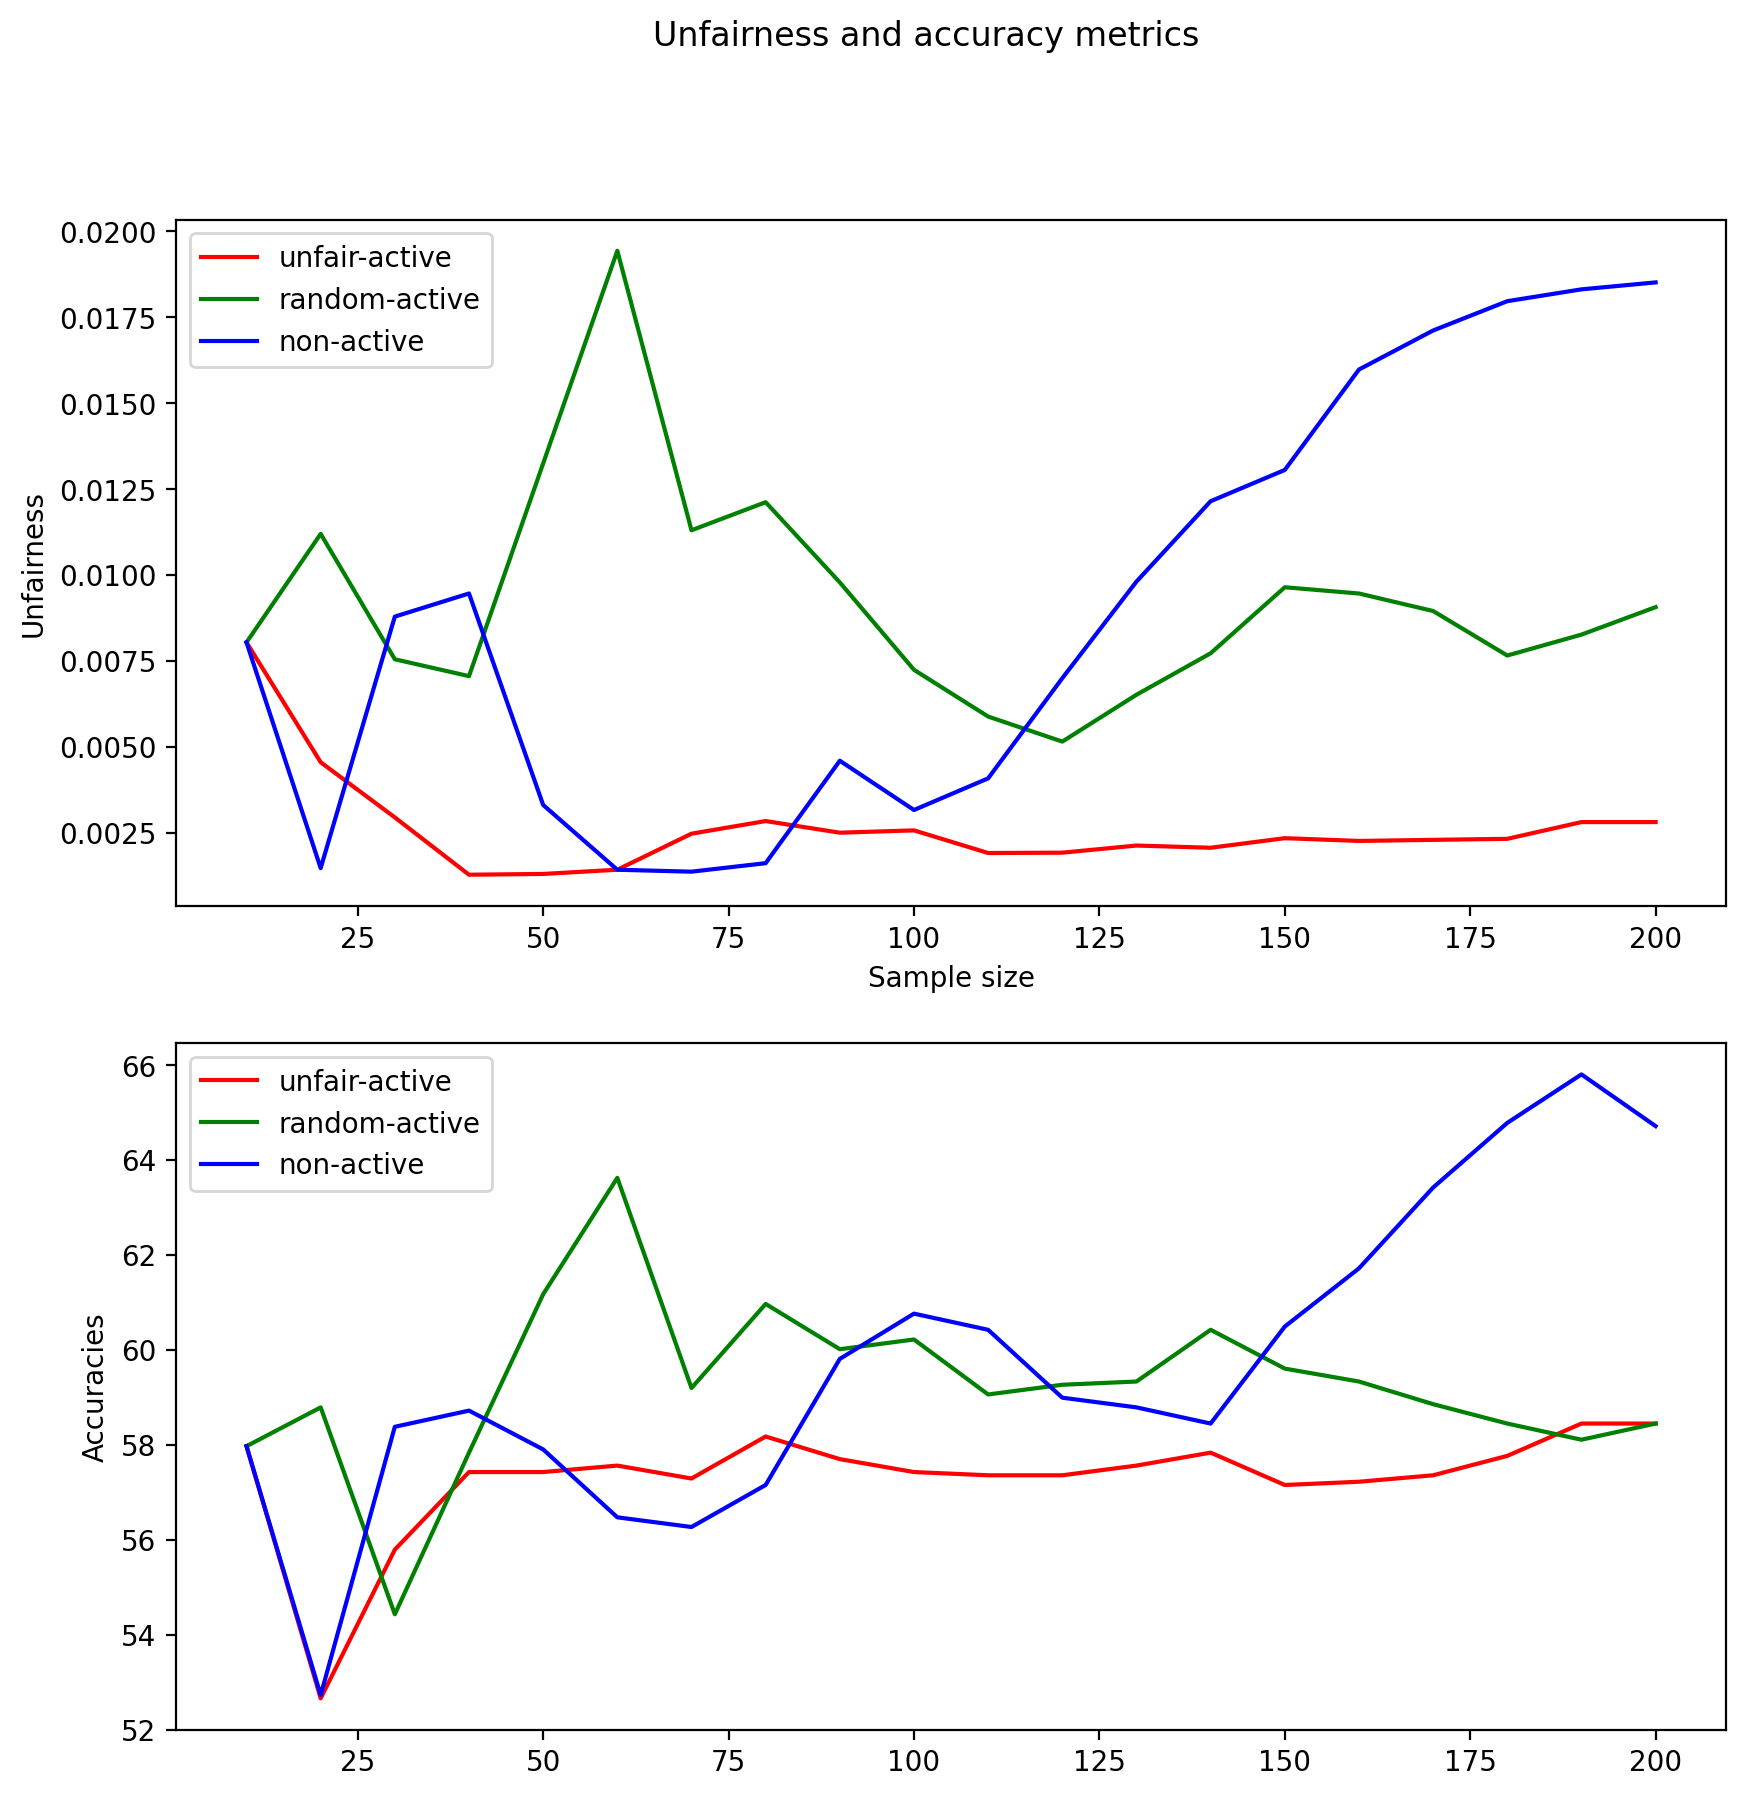 Unfairness and accuracy metrics
0.0200
0.0175
0.0150
0.0125
0.0100
0.0075
0.0050
0.0025
Unfairness
unfair-active
random-active
non-active
25 50 75 100 125 150 175 200
Sample size
66
64
62
60
58
56
54
52
Accuracies
unfair-active
random-active
non-active
25 50 75 100 125 150 175 200